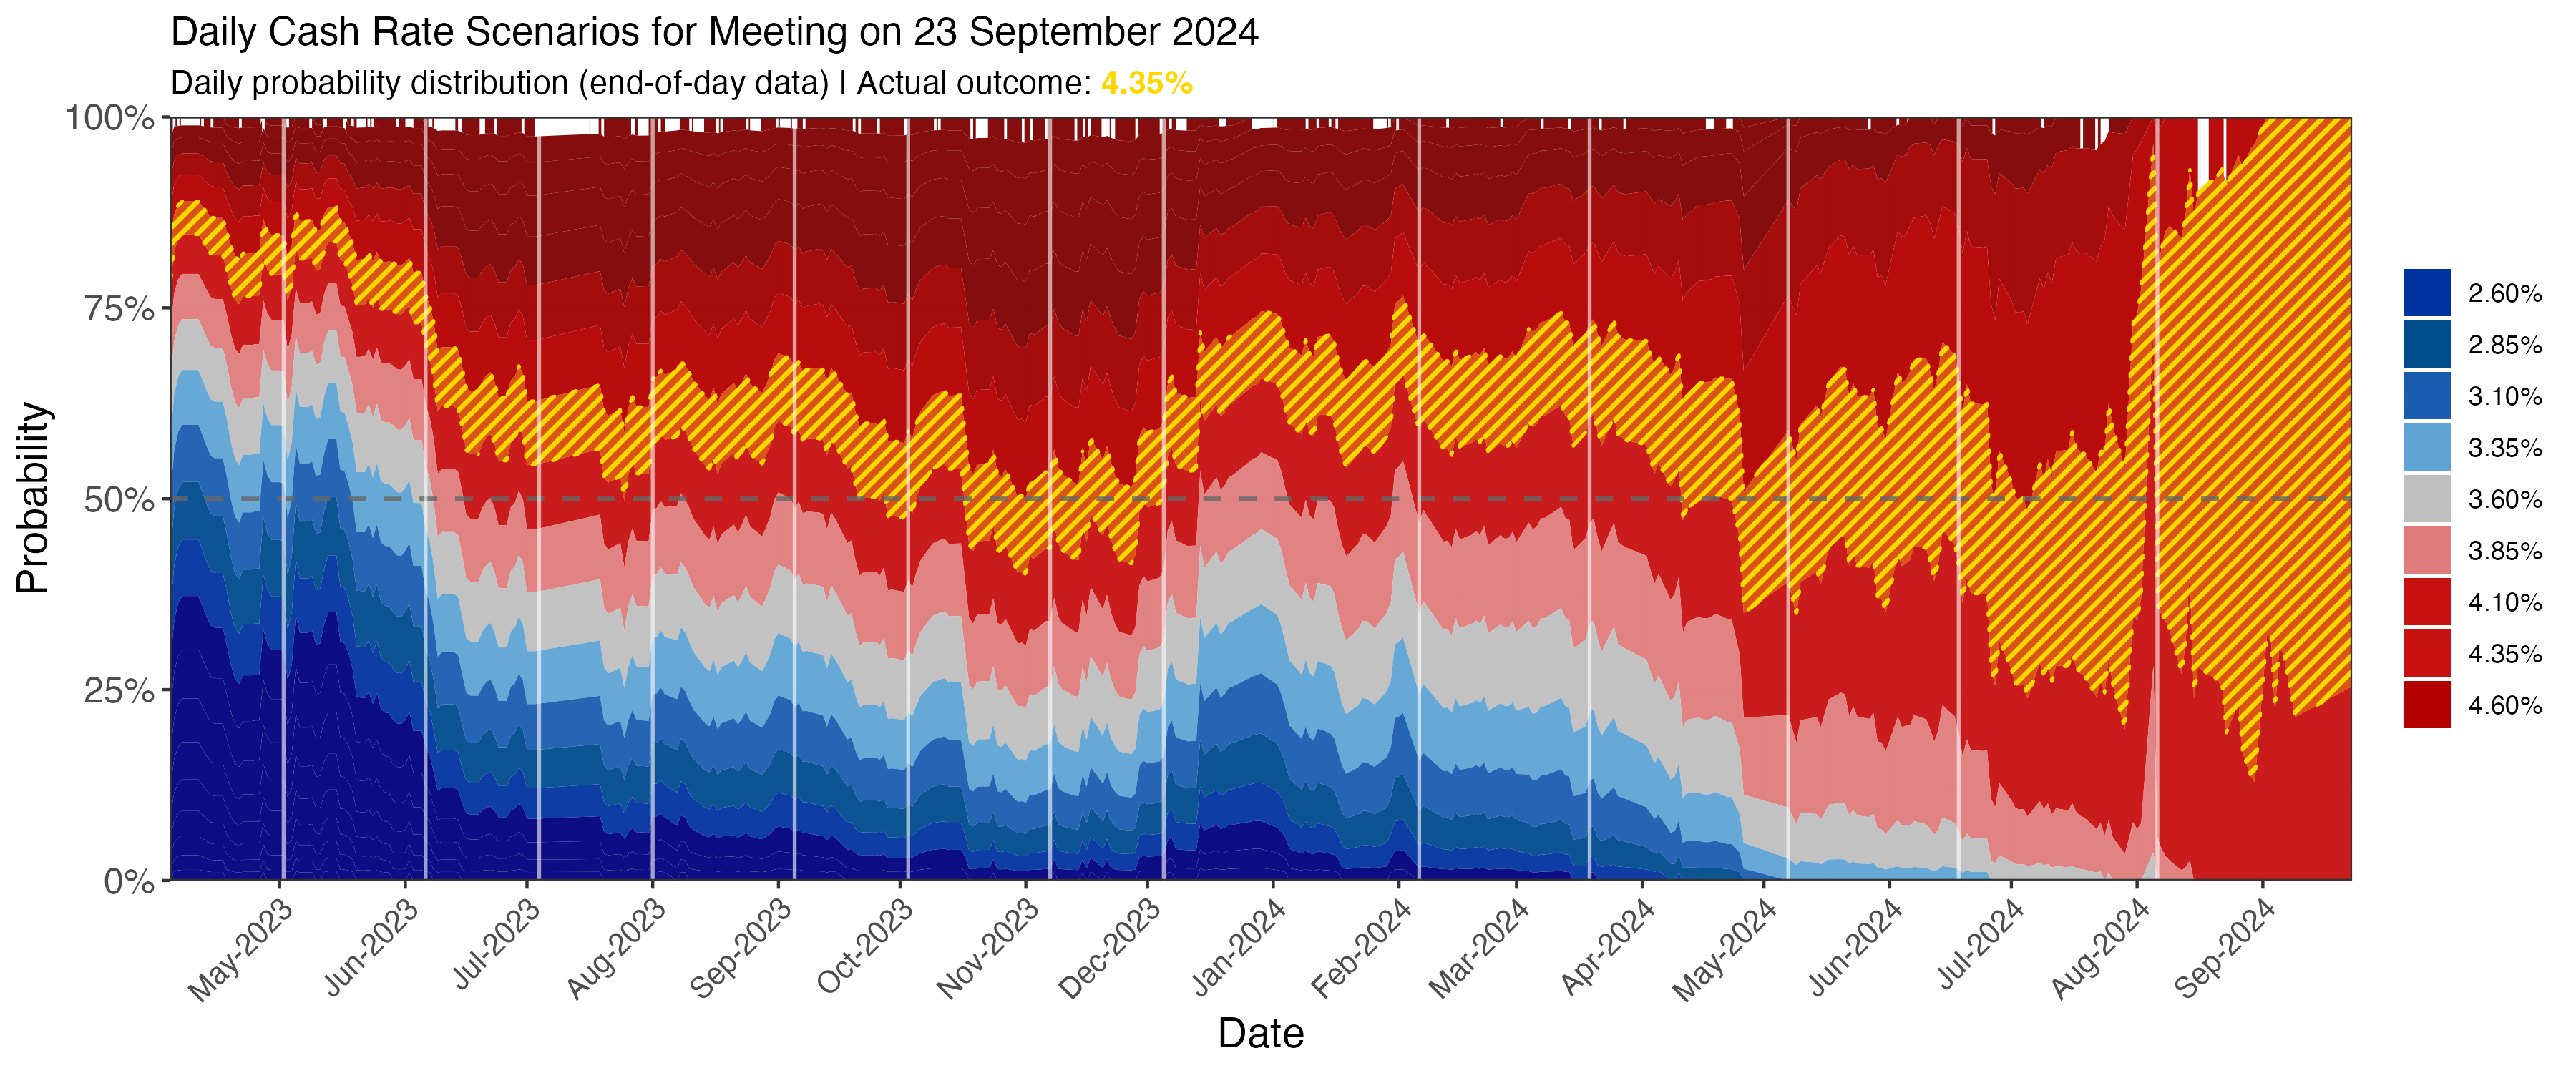 Daily Cash Rate Scenarios for Meeting on 23 September 2024
Daily probability distribution (end-of-day data) | Actual outcome: 4.35%
Probability
100%
75%
50%
25%
0%
2.60%
2.85%
3.10%
3.35%
3.60%
3.85%
4.10%
4.35%
4.60%
May-2023
Jun-2023
Jul-2023
Aug-2023
Sep-2023
Oct-2023
Nov-2023
Dec-2023
Jan-2024
Feb-2024
Mar-2024
Apr-2024
May-2024
Jun-2024
Jul-2024
Aug-2024
Sep-2024
Date